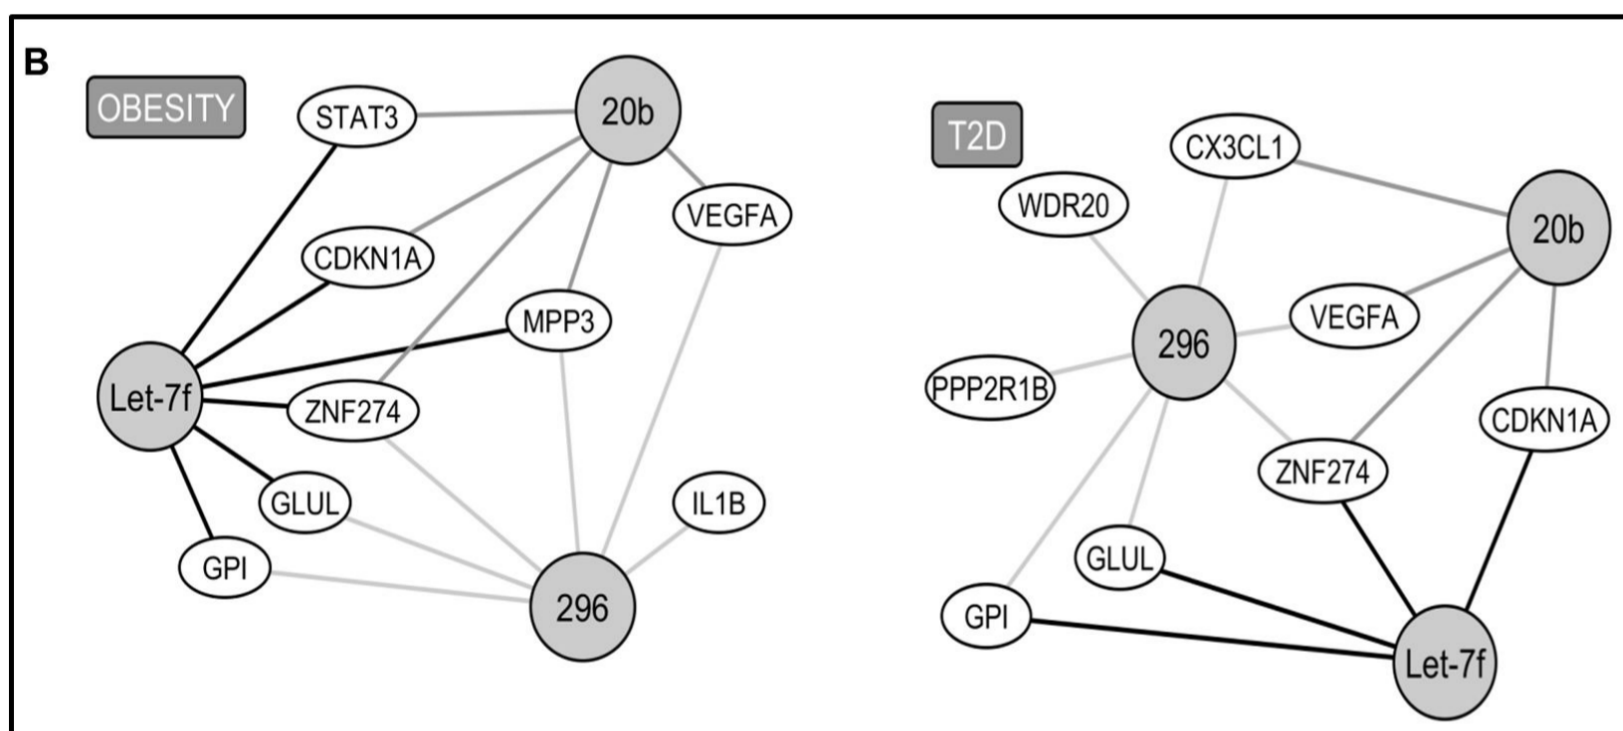 B
OBESITY
STAT3
20b
VEGFA
CDKN1A
MPP3
Let-7f
ZNF274
GLUL
IL1B
GPI
296
T2D
CX3CL1
WDR20
20b
VEGFA
296
PPP2R1B
CDKN1A
ZNF274
GLUL
GPI
Let-7f